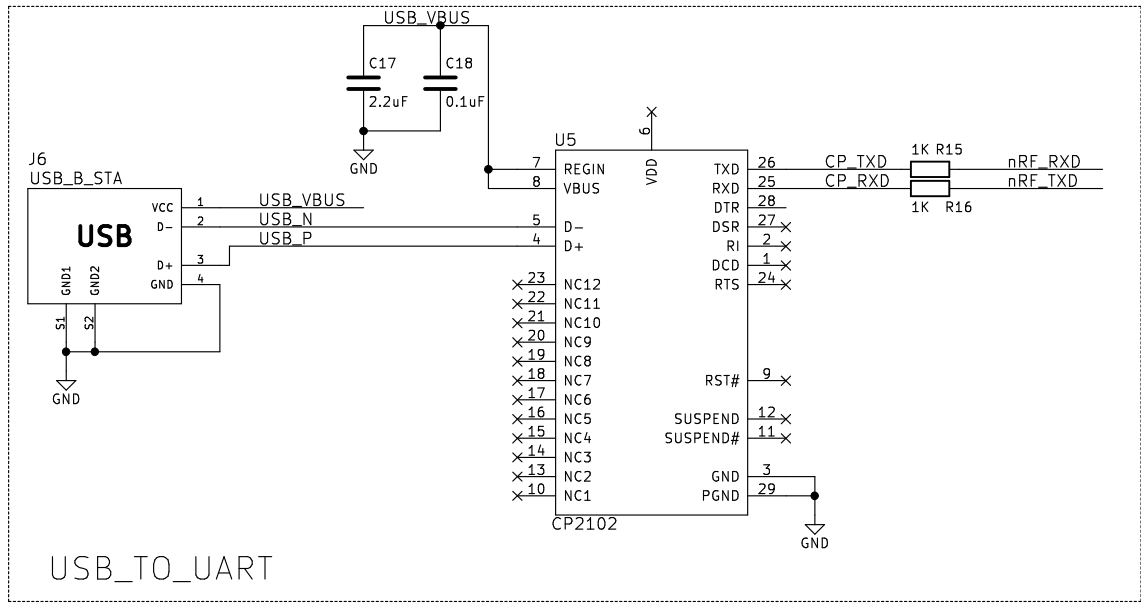 USB_VBUS
C17
C18
2.2uF
0.1uF
GND
U5
6
VDD
J6
USB_B_STA
USB
VCC 1 USB_VBUS
D- 2 USB_N
D+ 3 USB_P
GND 4
GND1
GND2
S1
S2
GND
7 REGIN
8 VBUS
5 D-
4 D+
23 NC12
22 NC11
21 NC10
20 NC9
19 NC8
18 NC7
17 NC6
16 NC5
15 NC4
14 NC3
13 NC2
10 NC1
TXD 26 CP_TXD 1K R15 nRF_RXD
RXD 25 CP_RXD 1K R16 nRF_TXD
DTR 28
DSR 27
RI 2
DCD 1
RTS 24
RST# 9
SUSPEND 12
SUSPEND# 11
GND 3
PGND 29
GND
CP2102
USB_TO_UART